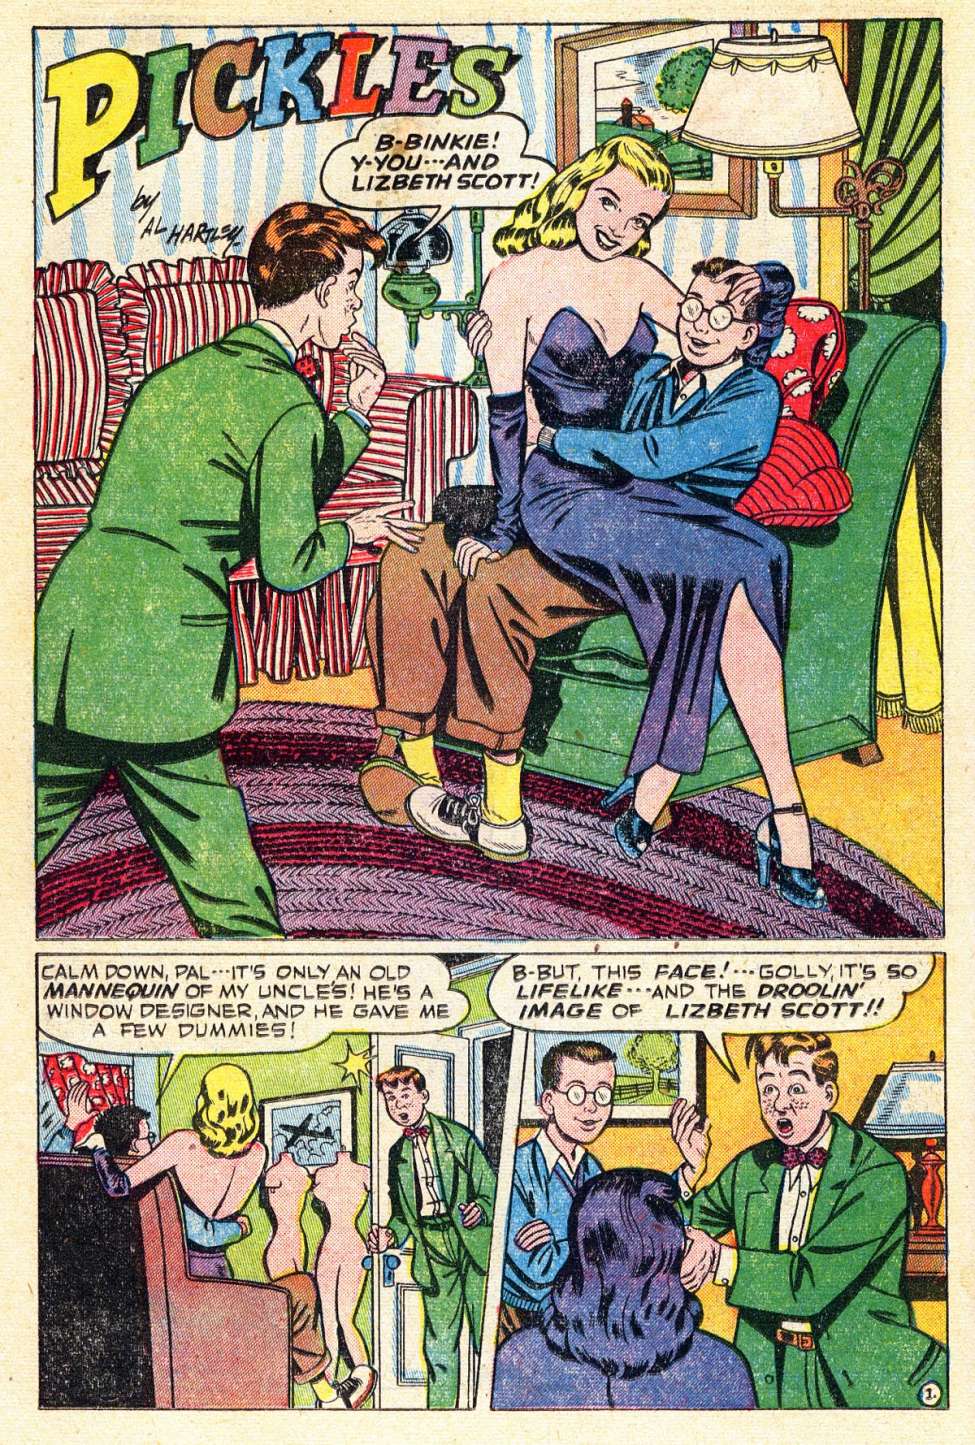 PICKLES
by
AL HARTLEY.
B-BINKIE!
Y-YOU---AND
LIZBETH SCOTT!
CALM DOWN, PAL---IT'S ONLY AN OLD
MANNEQUIN OF MY UNCLE'S! HE'S A
WINDOW DESIGNER, AND HE GAVE ME
A FEW DUMMIES!
B-BUT, THIS FACE!---GOLLY, IT'S SO
LIFELIKE---AND THE DROOLIN'
IMAGE OF LIZBETH SCOTT!!
1.